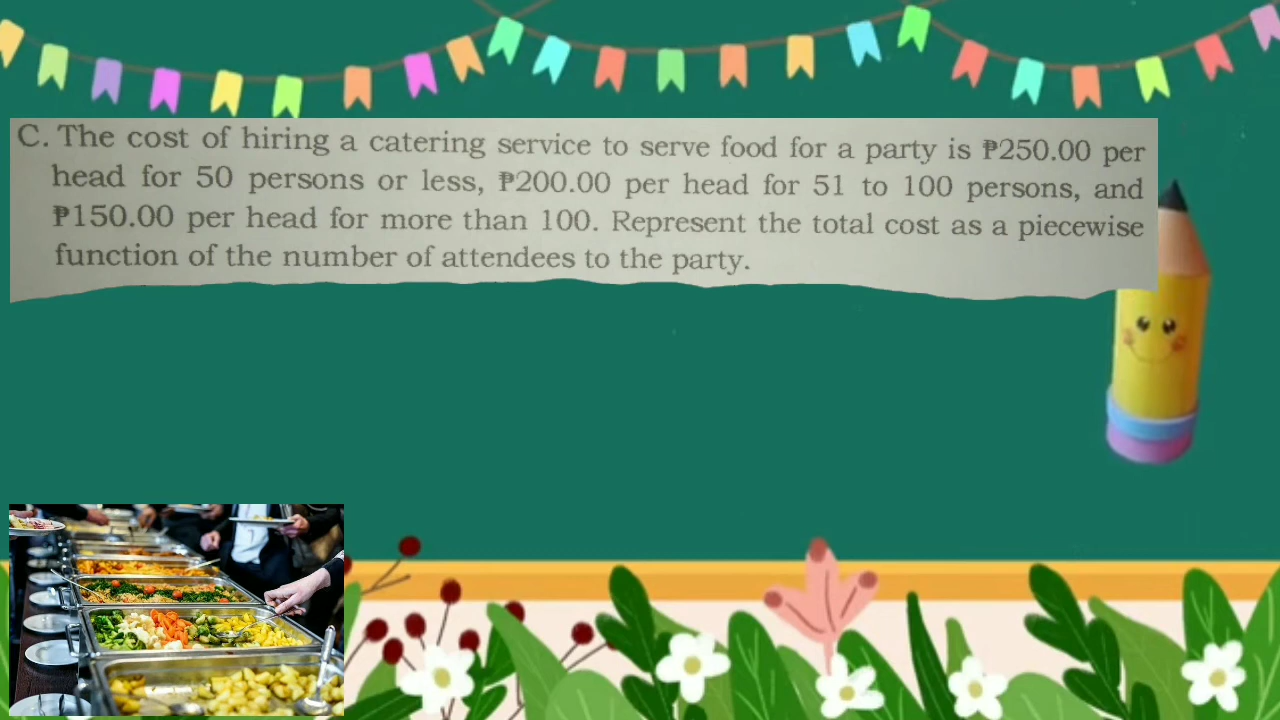 C. The cost of hiring a catering service to serve food for a party is ₱250.00 per
head for 50 persons or less, ₱200.00 per head for 51 to 100 persons, and
₱150.00 per head for more than 100. Represent the total cost as a piecewise
function of the number of attendees to the party.